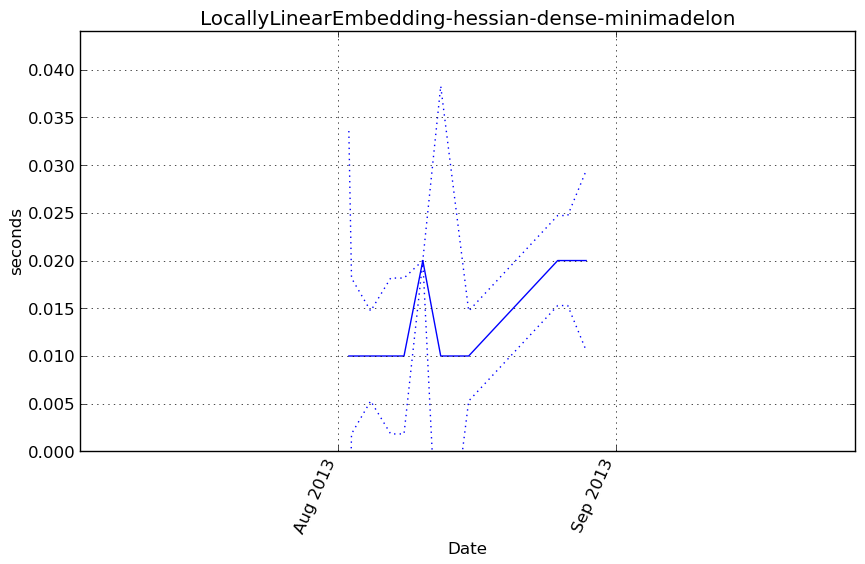 LocallyLinearEmbedding-hessian-dense-minimadelon
0.040
0.035
0.030
0.025
0.020
0.015
0.010
0.005
0.000
seconds
Aug 2013
Sep 2013
Date